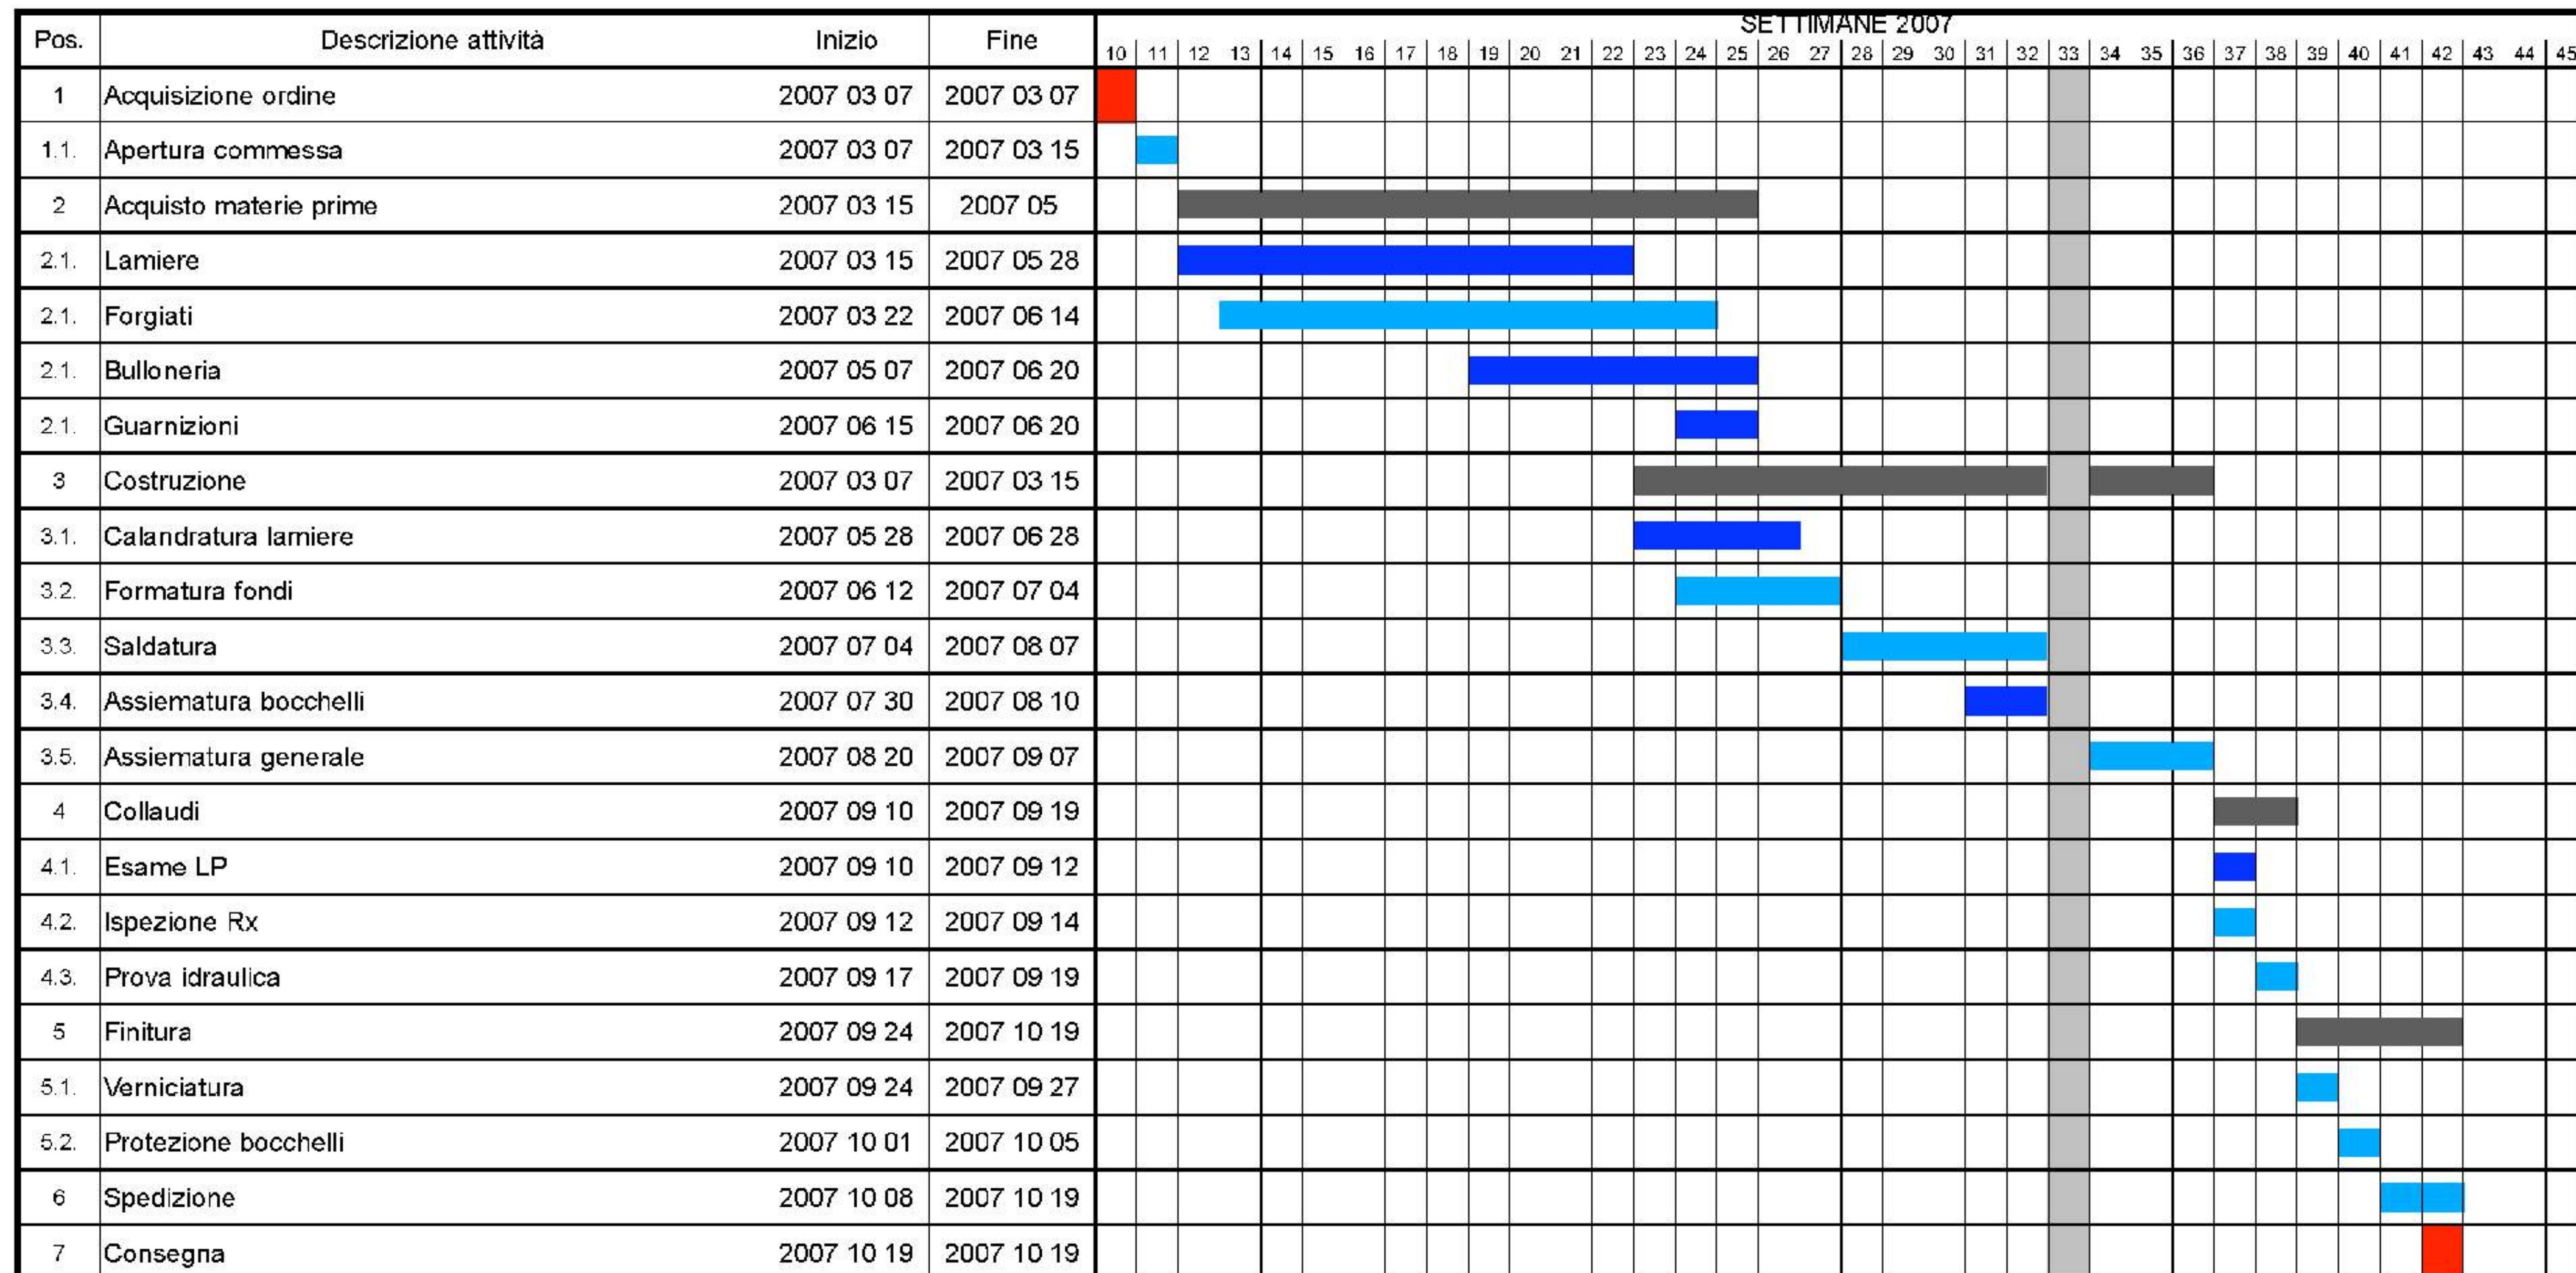 SETTIMANE 2007
Pos. Descrizione attività Inizio Fine 10 11 12 13 14 15 16 17 18 19 20 21 22 23 24 25 26 27 28 29 30 31 32 33 34 35 36 37 38 39 40 41 42 43 44 45
1 Acquisizione ordine 2007 03 07 2007 03 07
1.1. Apertura commessa 2007 03 07 2007 03 15
2 Acquisto materie prime 2007 03 15 2007 05
2.1. Lamiere 2007 03 15 2007 05 28
2.1. Forgiati 2007 03 22 2007 06 14
2.1. Bulloneria 2007 05 07 2007 06 20
2.1. Guarnizioni 2007 06 15 2007 06 20
3 Costruzione 2007 03 07 2007 03 15
3.1. Calandratura lamiere 2007 05 28 2007 06 28
3.2. Formatura fondi 2007 06 12 2007 07 04
3.3. Saldatura 2007 07 04 2007 08 07
3.4. Assiematura bocchelli 2007 07 30 2007 08 10
3.5. Assiematura generale 2007 08 20 2007 09 07
4 Collaudi 2007 09 10 2007 09 19
4.1. Esame LP 2007 09 10 2007 09 12
4.2. Ispezione Rx 2007 09 12 2007 09 14
4.3. Prova idraulica 2007 09 17 2007 09 19
5 Finitura 2007 09 24 2007 10 19
5.1. Verniciatura 2007 09 24 2007 09 27
5.2. Protezione bocchelli 2007 10 01 2007 10 05
6 Spedizione 2007 10 08 2007 10 19
7 Consegna 2007 10 19 2007 10 19